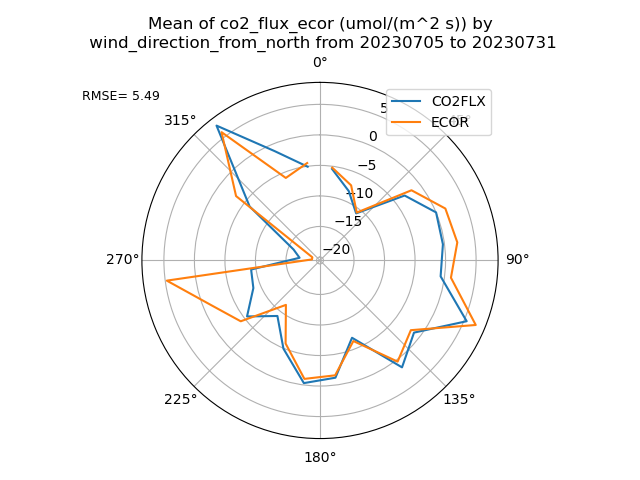 Mean of co2_flux_ecor (umol/(m^2 s)) by
wind_direction_from_north from 20230705 to 20230731
0°
RMSE= 5.49
CO2FLX
ECOR
5
315°
0
−5
−10
−15
−20
270°
90°
225°
135°
180°